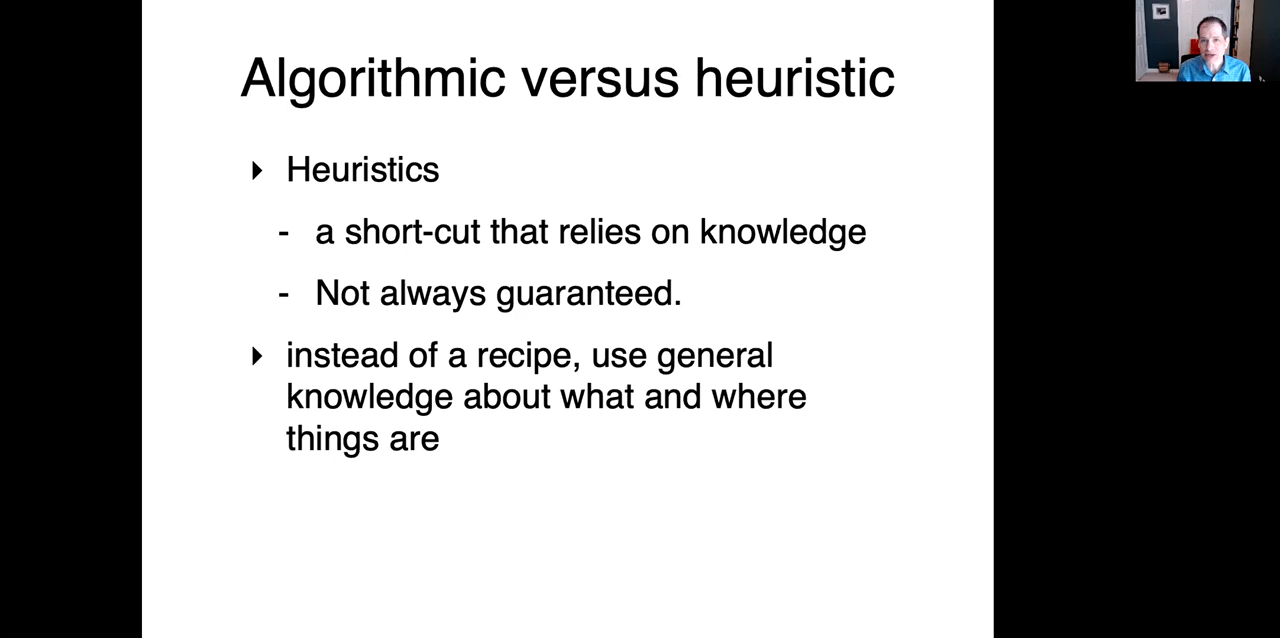 Algorithmic versus heuristic
‣ Heuristics
- a short-cut that relies on knowledge
- Not always guaranteed.
‣ instead of a recipe, use general
knowledge about what and where
things are